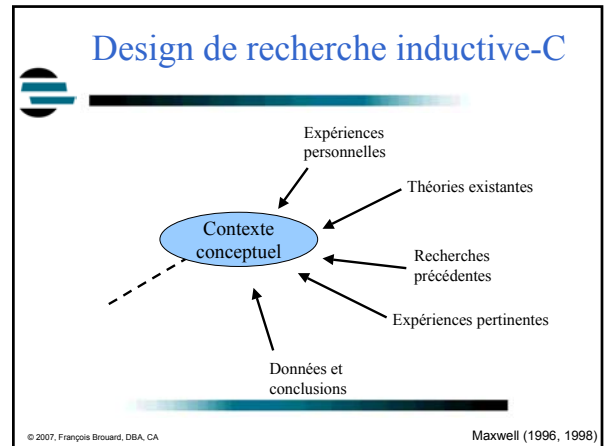 Design de recherche inductive-C
Expériences
personnelles
Théories existantes
Contexte
conceptuel
Recherches
précédentes
Expériences pertinentes
Données et
conclusions
© 2007, François Brouard, DBA, CA
Maxwell (1996, 1998)